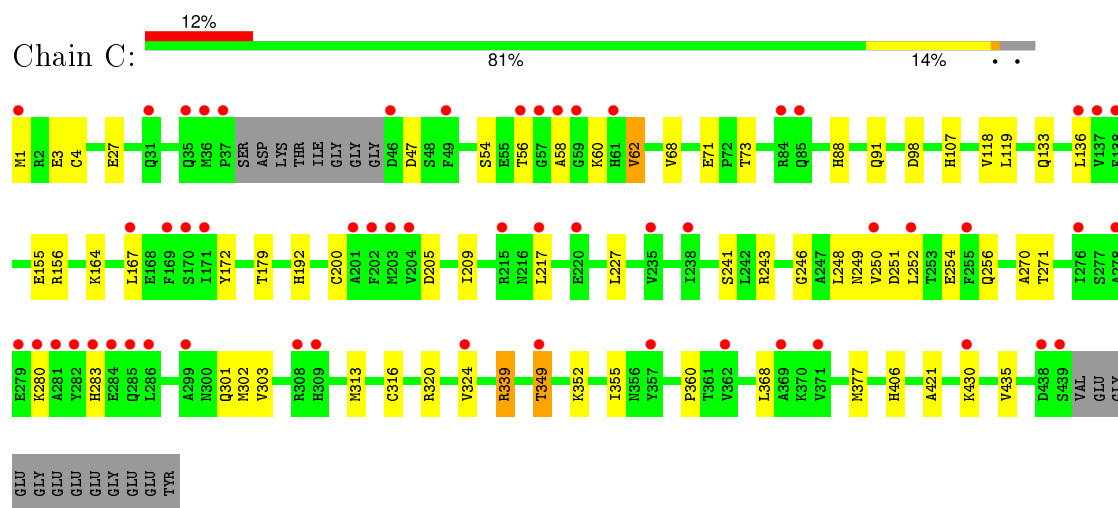 12%
Chain C:
81% 14% • •
M1 R2 E3 C4 E27 Q31 Q35 M36 P37 SER ASP LYS THR ILE GLY GLY GLY D46 D47 S48 F49 S54 E55 T56 G57 A58 G59 K60 H61 V62 V68 E71 P72 T73 R84 Q85 H88 Q91 D98 H107 V118 L119 Q133 L136 V137 F138
E155 R156 K164 L167 E168 F169 S170 I171 Y172 T179 H192 C200 A201 F202 M203 V204 D205 I209 R215 N216 L217 E220 L227 V235 I238 S241 L242 R243 G246 A247 L248 N249 V250 D251 L252 T253 E254 F255 Q256 A270 T271 I276 S277 A278
E279 K280 A281 Y282 H283 E284 Q285 L286 A299 N300 Q301 M302 V303 R308 H309 M313 C316 R320 V324 R339 T349 K352 I355 N356 Y357 P360 T361 V362 L368 A369 K370 V371 M377 H406 A421 K430 V435 D438 S439 VAL GLU GLY
GLU GLY GLU GLU GLU GLY GLU GLU TYR